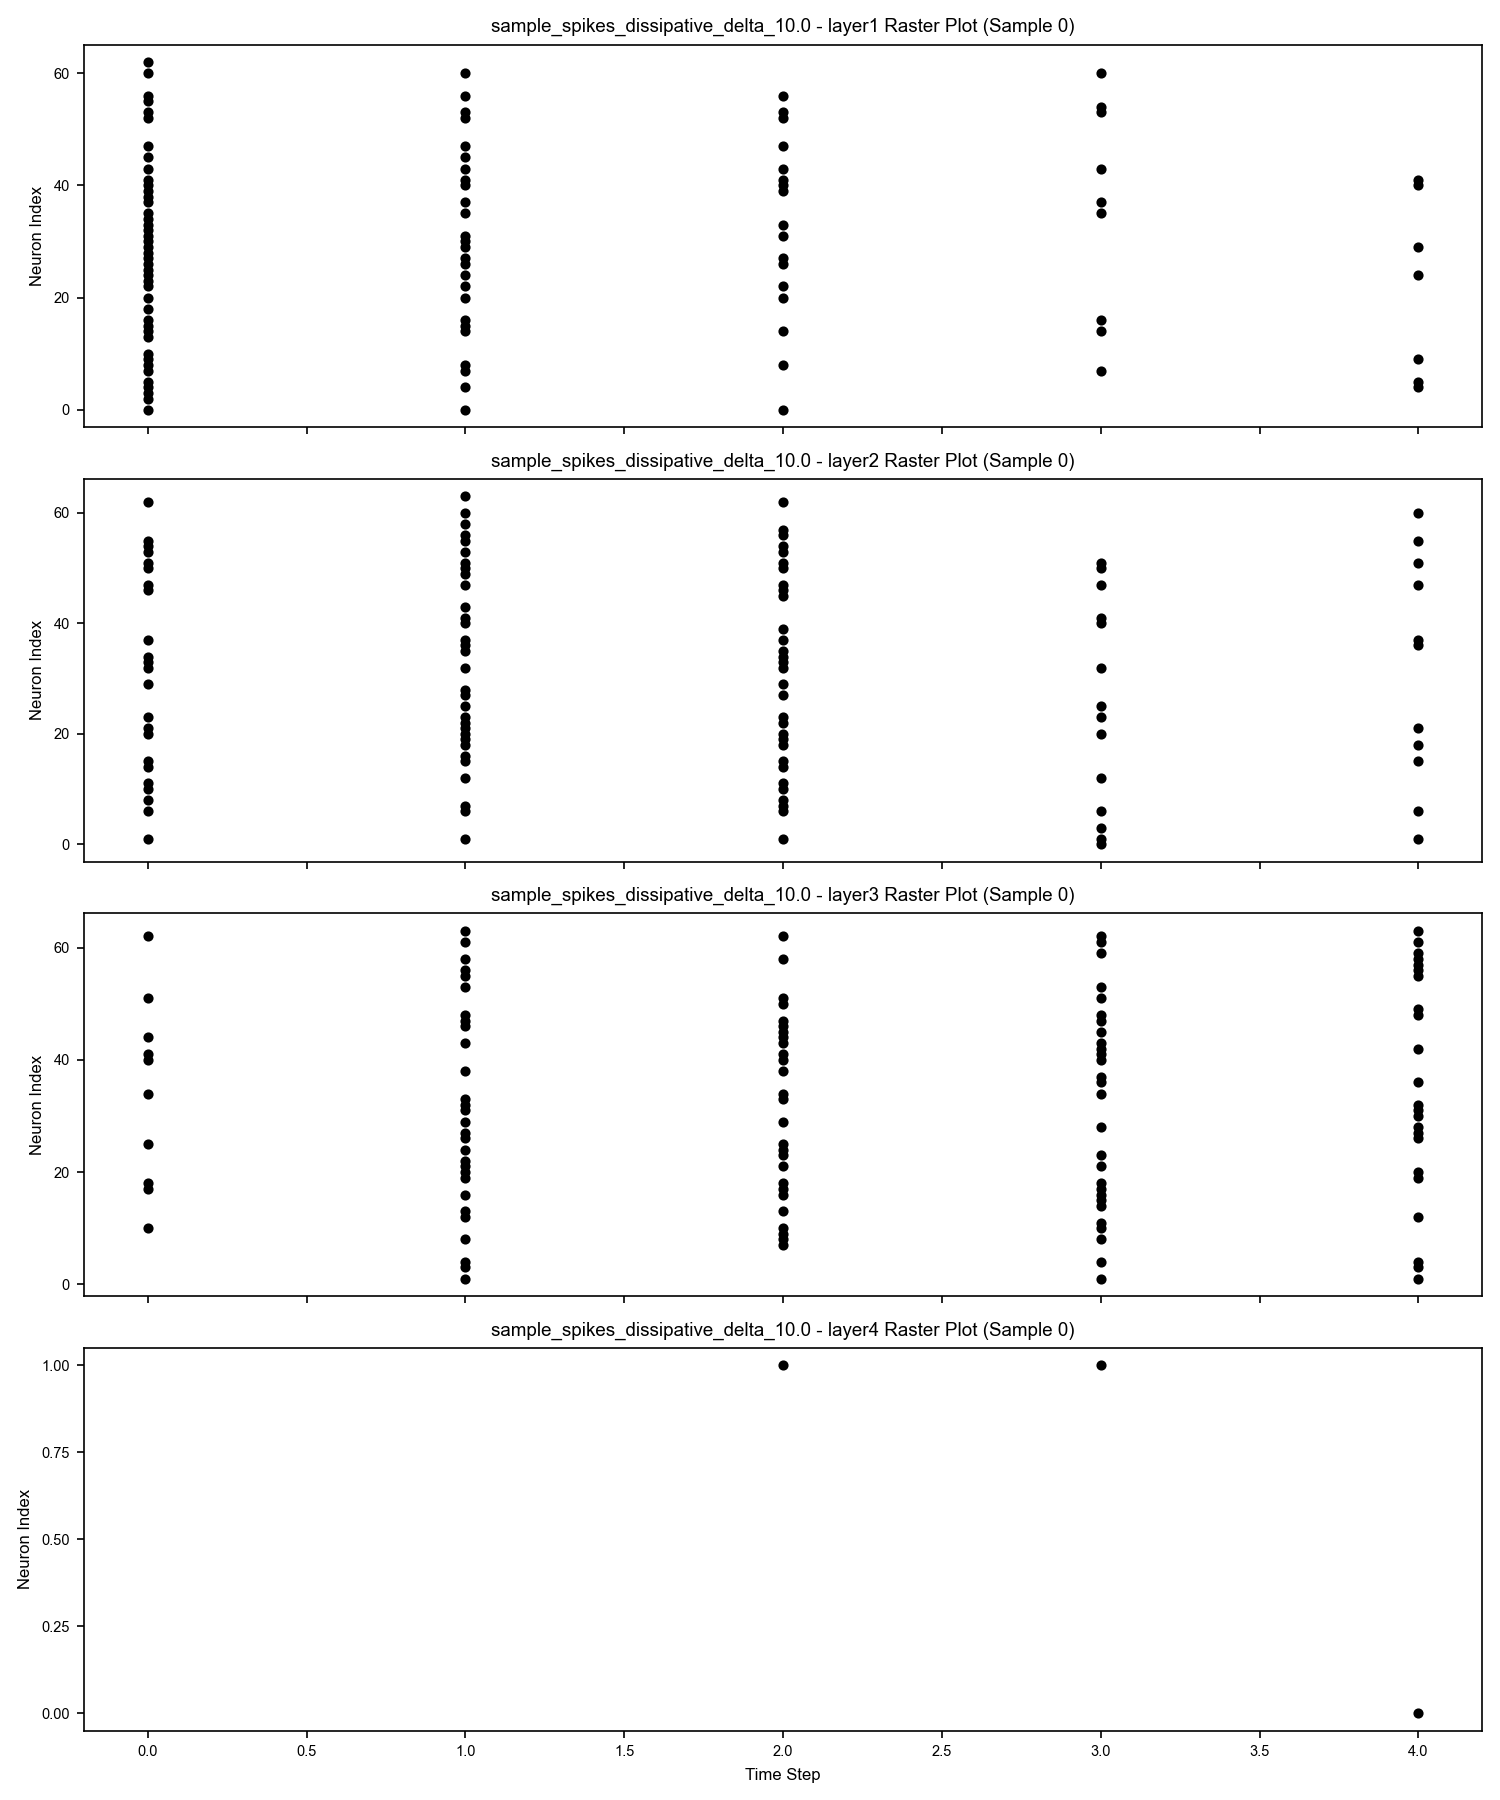 sample_spikes_dissipative_delta_10.0 - layer1 Raster Plot (Sample 0)
60
40
20
0
Neuron Index
sample_spikes_dissipative_delta_10.0 - layer2 Raster Plot (Sample 0)
60
40
20
0
Neuron Index
sample_spikes_dissipative_delta_10.0 - layer3 Raster Plot (Sample 0)
60
40
20
0
Neuron Index
sample_spikes_dissipative_delta_10.0 - layer4 Raster Plot (Sample 0)
1.00
0.75
0.50
0.25
0.00
Neuron Index
0.0 0.5 1.0 1.5 2.0 2.5 3.0 3.5 4.0
Time Step